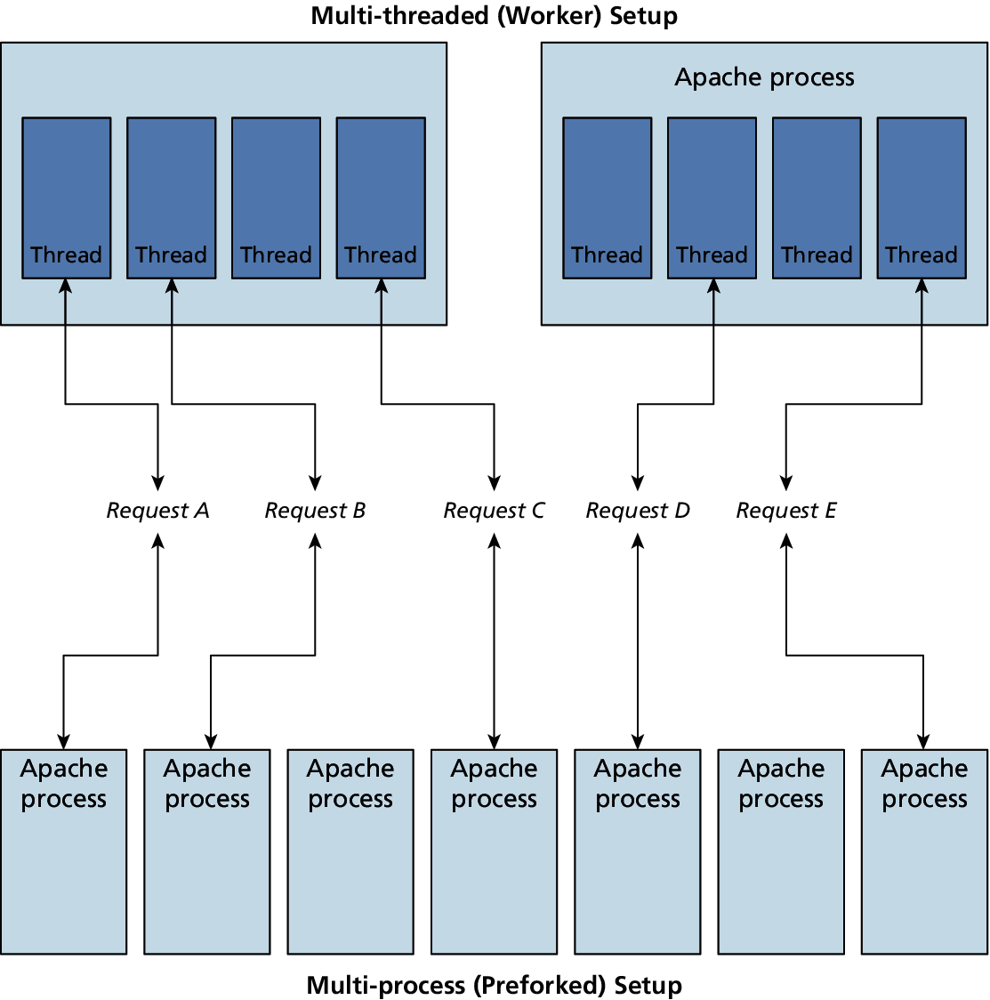 Multi-threaded (Worker) Setup
Apache process
Thread
Thread
Thread
Thread
Thread
Thread
Thread
Thread
Request A
Request B
Request C
Request D
Request E
Apache
process
Apache
process
Apache
process
Apache
process
Apache
process
Apache
process
Apache
process
Multi-process (Preforked) Setup